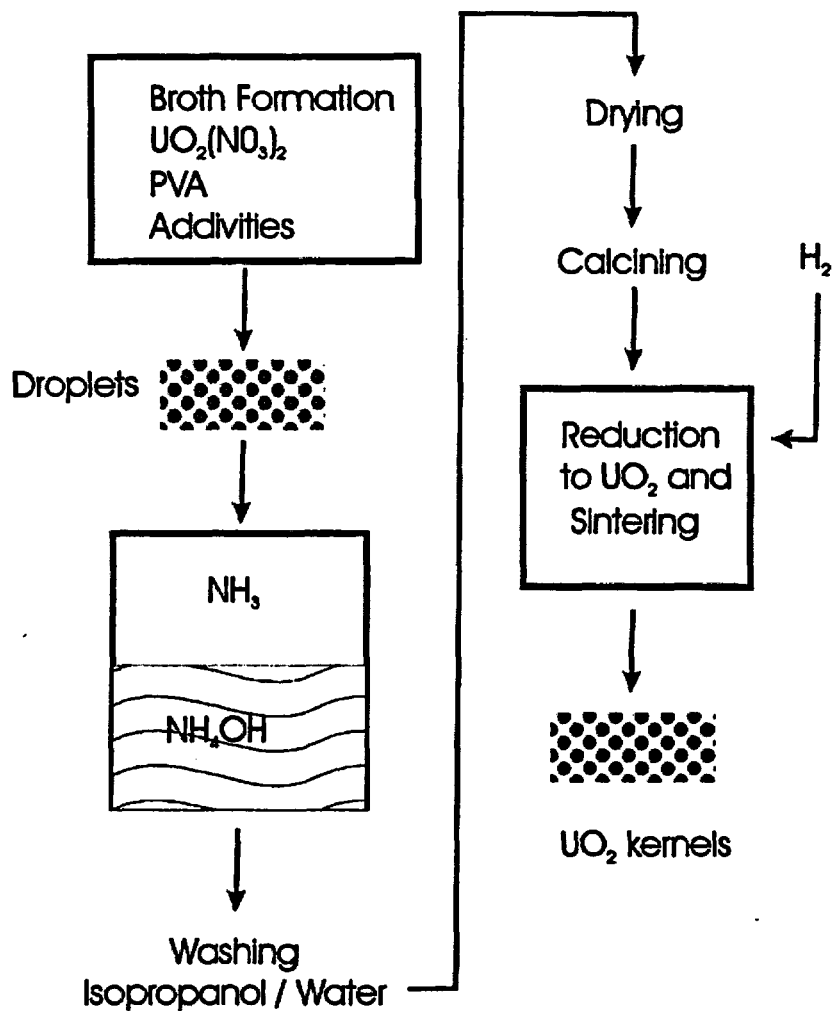 Broth Formation
UO₂(NO₃)₂
PVA
Addivities
Droplets
NH₃
NH₄OH
Washing
Isopropanol / Water
Drying
Calcining
H₂
Reduction
to UO₂ and
Sintering
UO₂ kernels